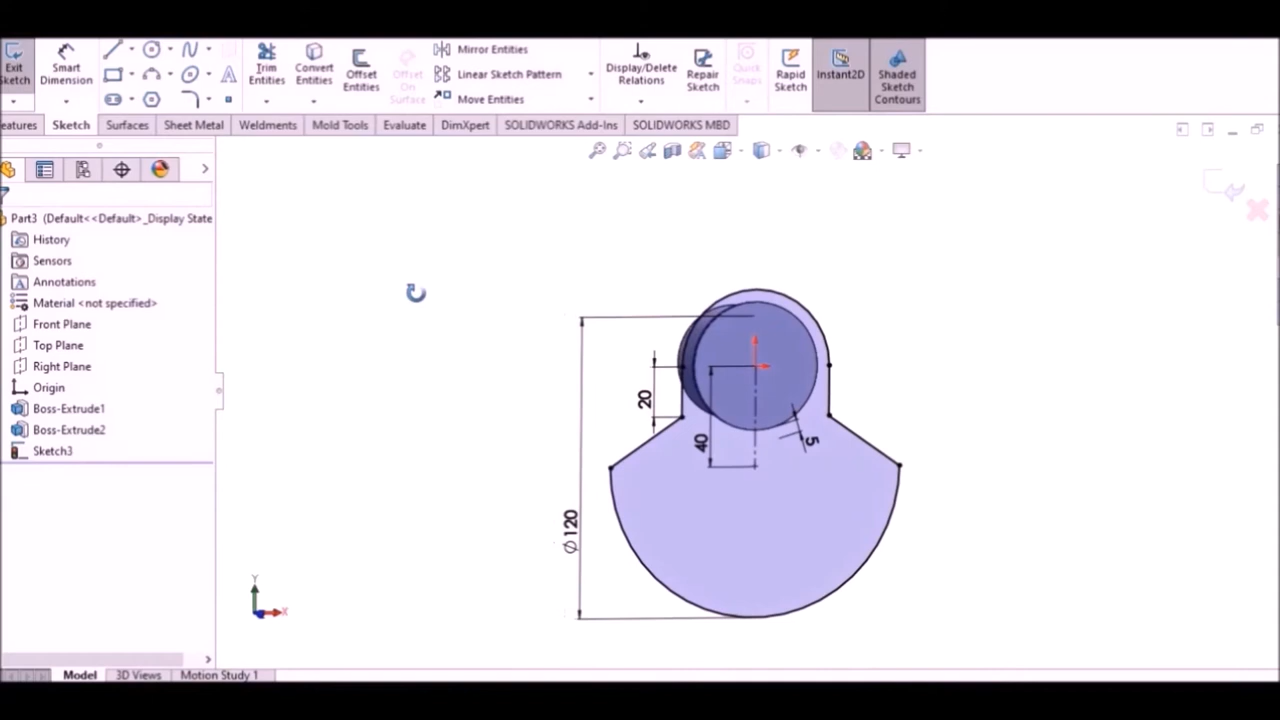 Exit
Sketch
Smart
Dimension
Trim
Entities
Convert
Entities
Offset
Entities
Offset
On
Surface
Mirror Entities
Linear Sketch Pattern
Move Entities
Display/Delete
Relations
Repair
Sketch
Quick
Snaps
Rapid
Sketch
Instant2D
Shaded
Sketch
Contours
eatures
Sketch
Surfaces
Sheet Metal
Weldments
Mold Tools
Evaluate
DimXpert
SOLIDWORKS Add-Ins
SOLIDWORKS MBD
Part3 (Default<<Default>_Display State
History
Sensors
Annotations
Material <not specified>
Front Plane
Top Plane
Right Plane
Origin
Boss-Extrude1
Boss-Extrude2
Sketch3
20
40
5
∅120
Y
X
Model
3D Views
Motion Study 1